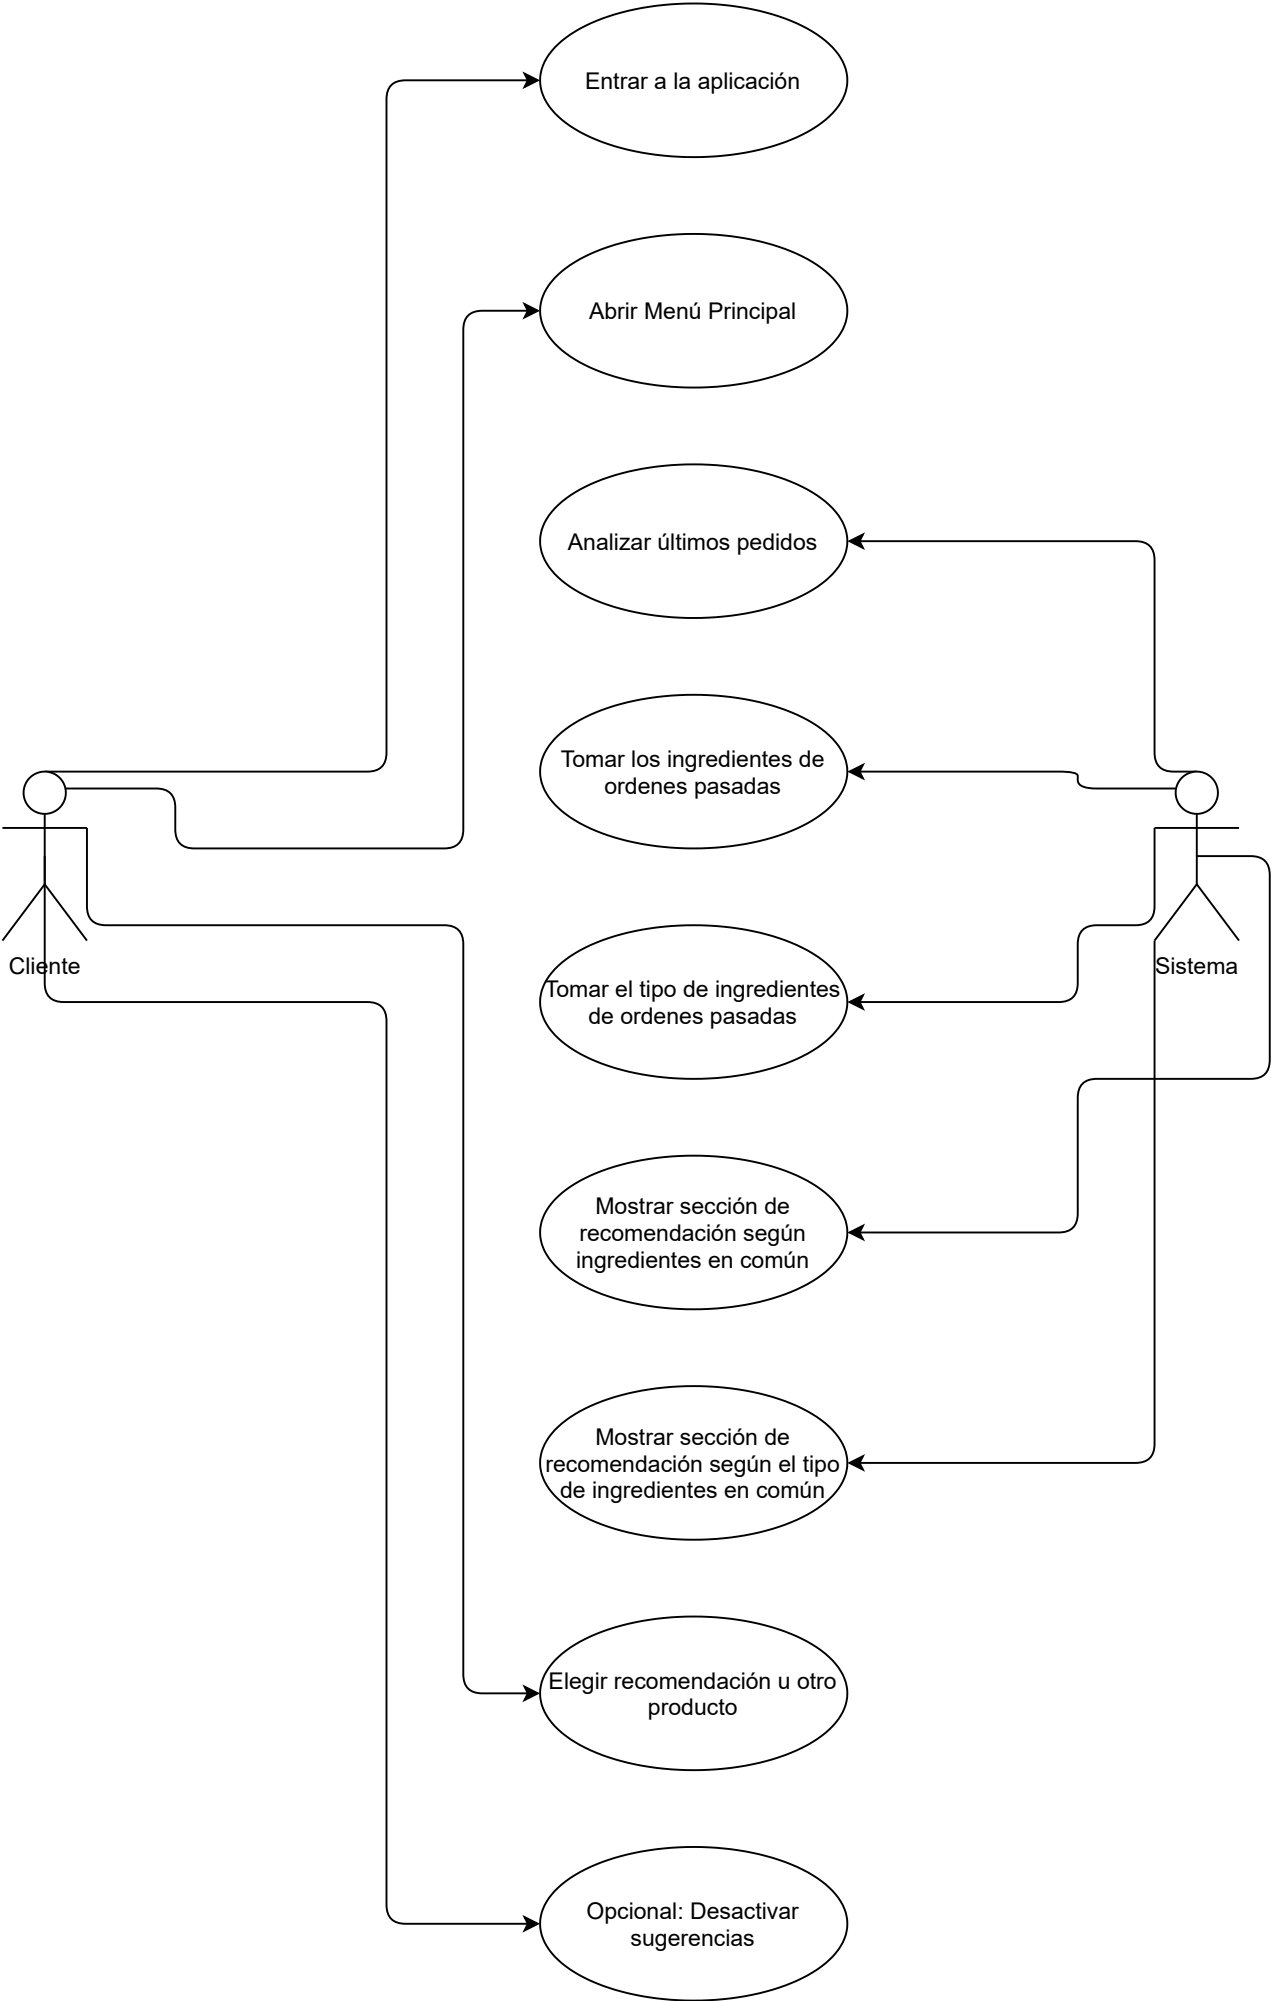 Entrar a la aplicación
Abrir Menú Principal
Analizar últimos pedidos
Tomar los ingredientes de
ordenes pasadas
Cliente
Sistema
Tomar el tipo de ingredientes
de ordenes pasadas
Mostrar sección de
recomendación según
ingredientes en común
Mostrar sección de
recomendación según el tipo
de ingredientes en común
Elegir recomendación u otro
producto
Opcional: Desactivar
sugerencias